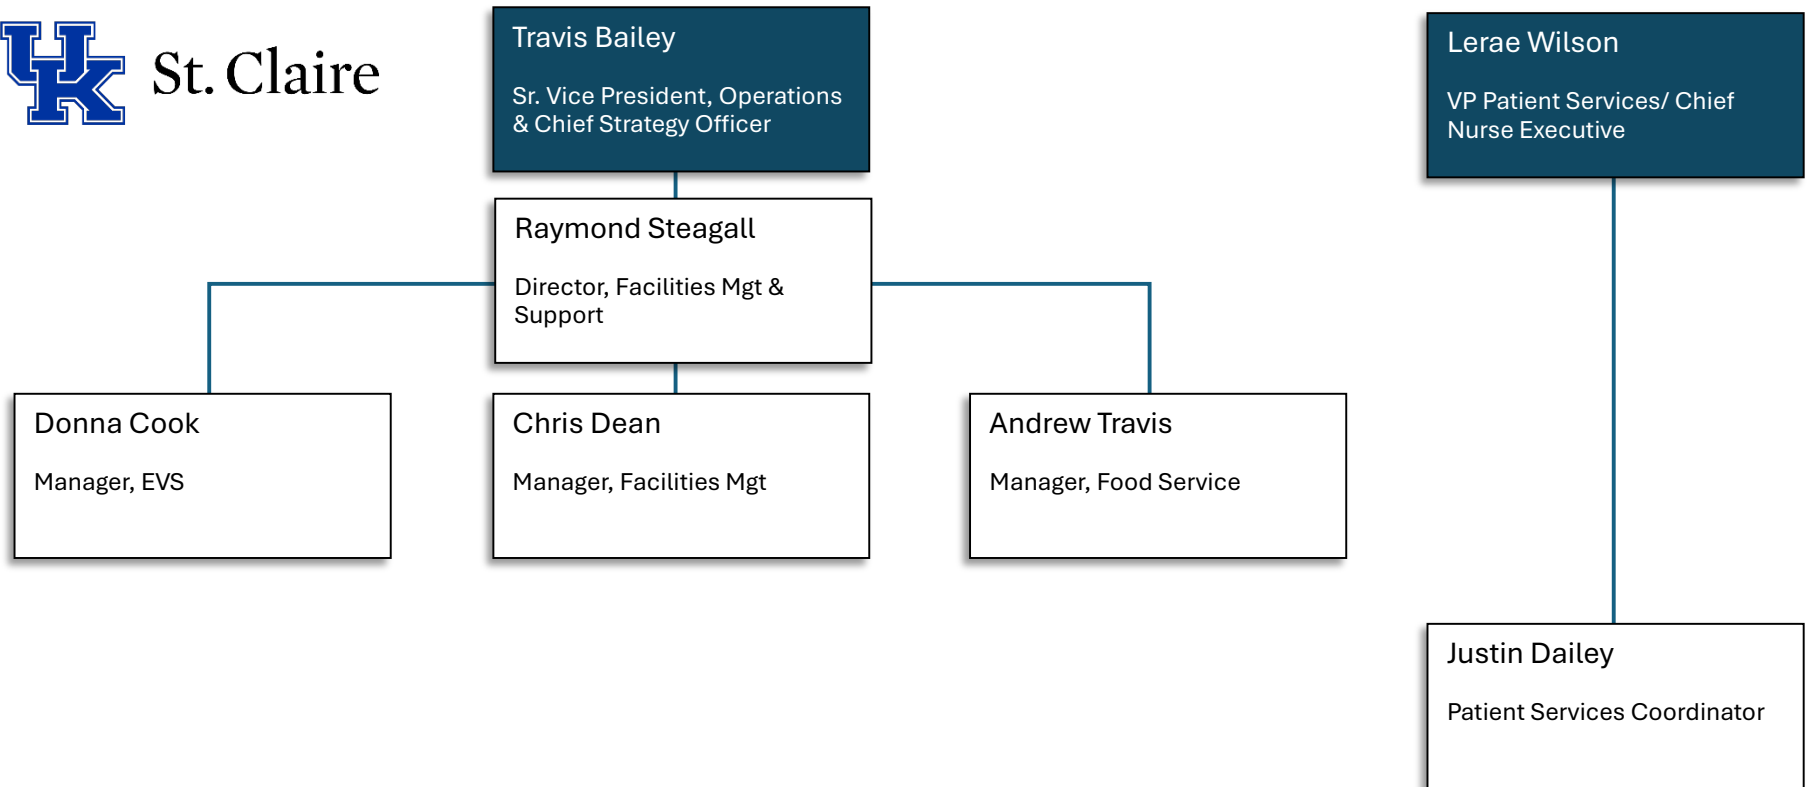 UK St. Claire
Travis Bailey
Sr. Vice President, Operations
& Chief Strategy Officer
Lerae Wilson
VP Patient Services/ Chief
Nurse Executive
Raymond Steagall
Director, Facilities Mgt &
Support
Donna Cook
Manager, EVS
Chris Dean
Manager, Facilities Mgt
Andrew Travis
Manager, Food Service
Justin Dailey
Patient Services Coordinator